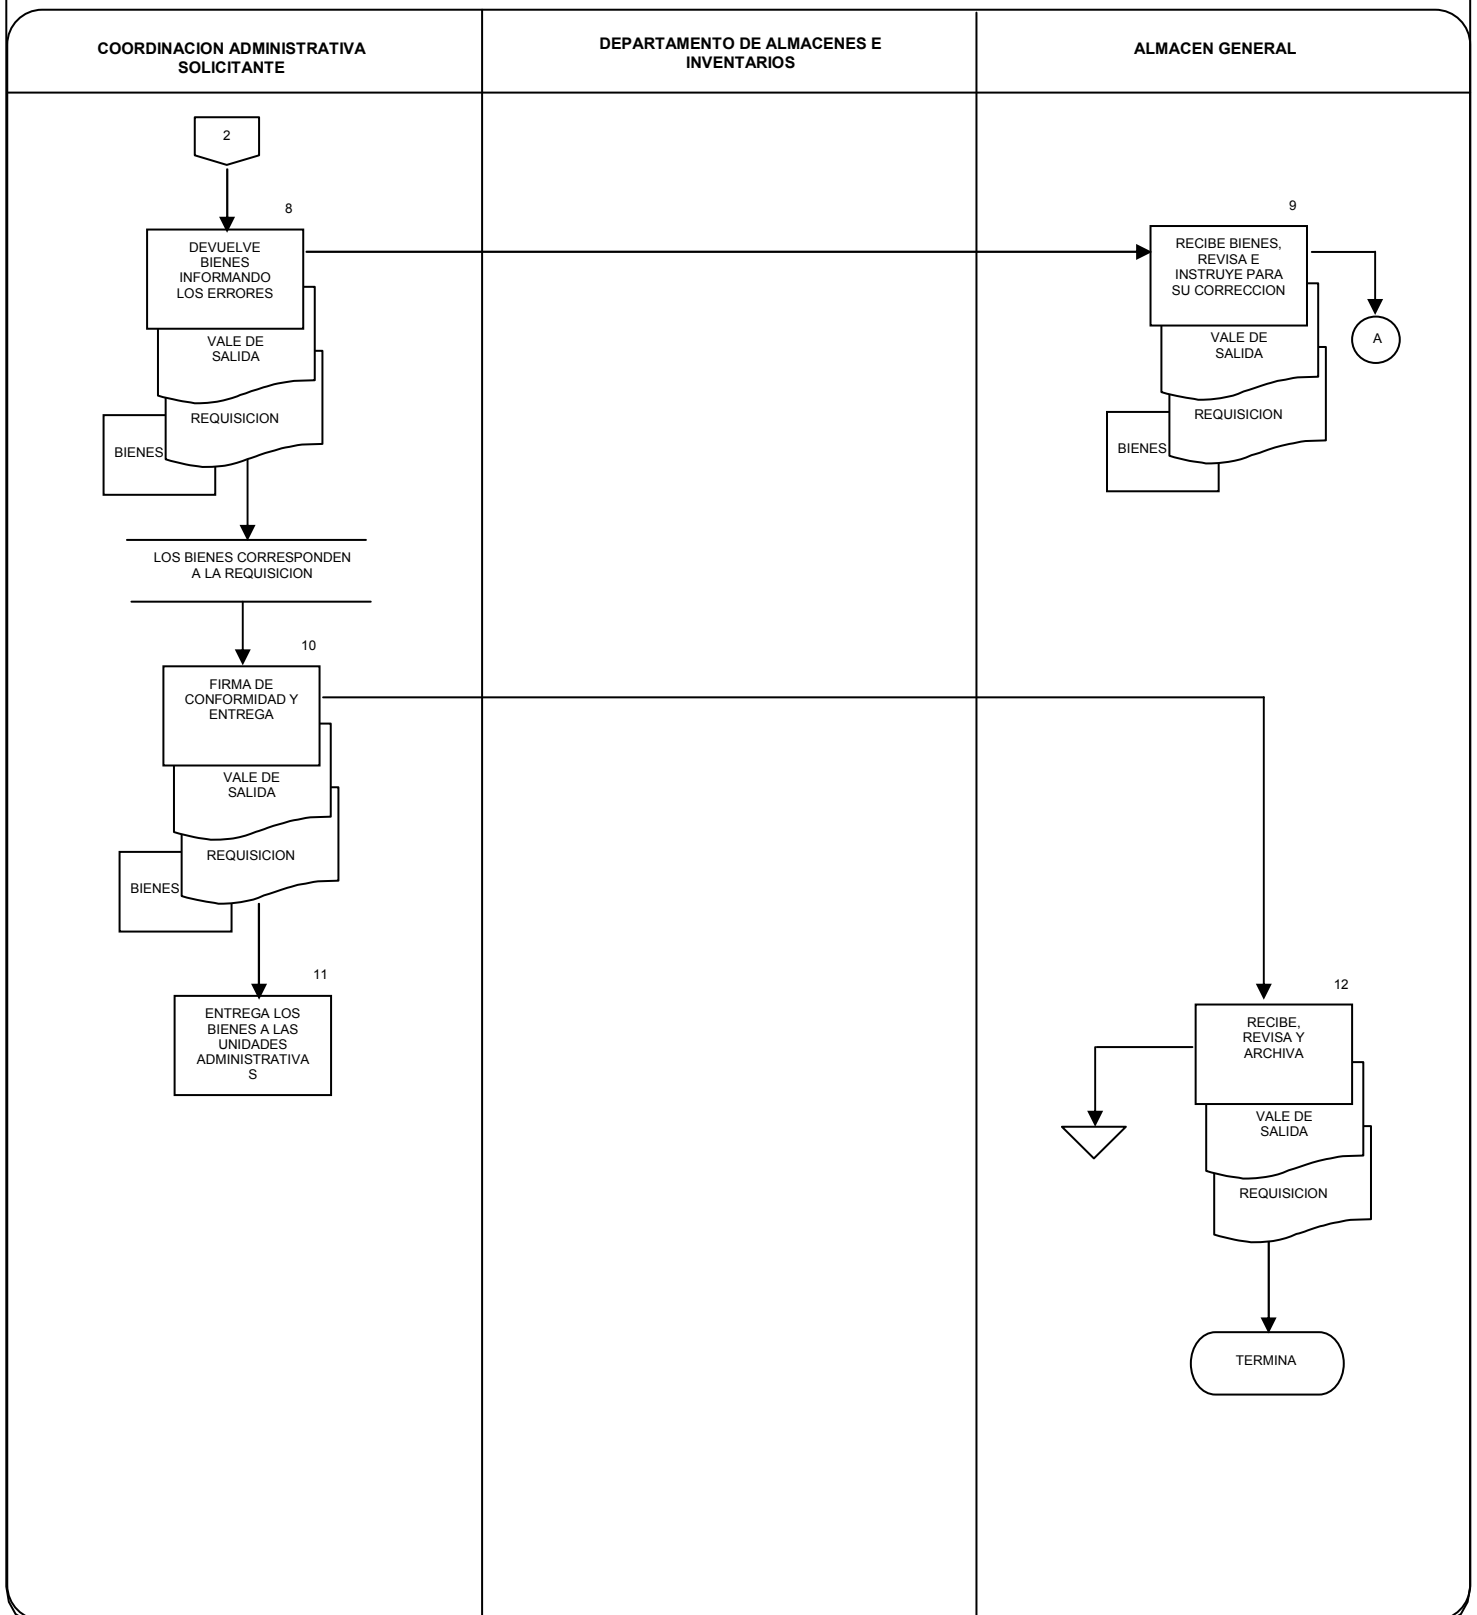 COORDINACION ADMINISTRATIVA
SOLICITANTE
DEPARTAMENTO DE ALMACENES E
INVENTARIOS
ALMACEN GENERAL
2
8
DEVUELVE
BIENES
INFORMANDO
LOS ERRORES
VALE DE
SALIDA
REQUISICION
BIENES
9
RECIBE BIENES,
REVISA E
INSTRUYE PARA
SU CORRECCION
A
VALE DE
SALIDA
REQUISICION
BIENES
LOS BIENES CORRESPONDEN
A LA REQUISICION
10
FIRMA DE
CONFORMIDAD Y
ENTREGA
VALE DE
SALIDA
REQUISICION
BIENES
11
ENTREGA LOS
BIENES A LAS
UNIDADES
ADMINISTRATIVA
S
12
RECIBE,
REVISA Y
ARCHIVA
VALE DE
SALIDA
REQUISICION
TERMINA